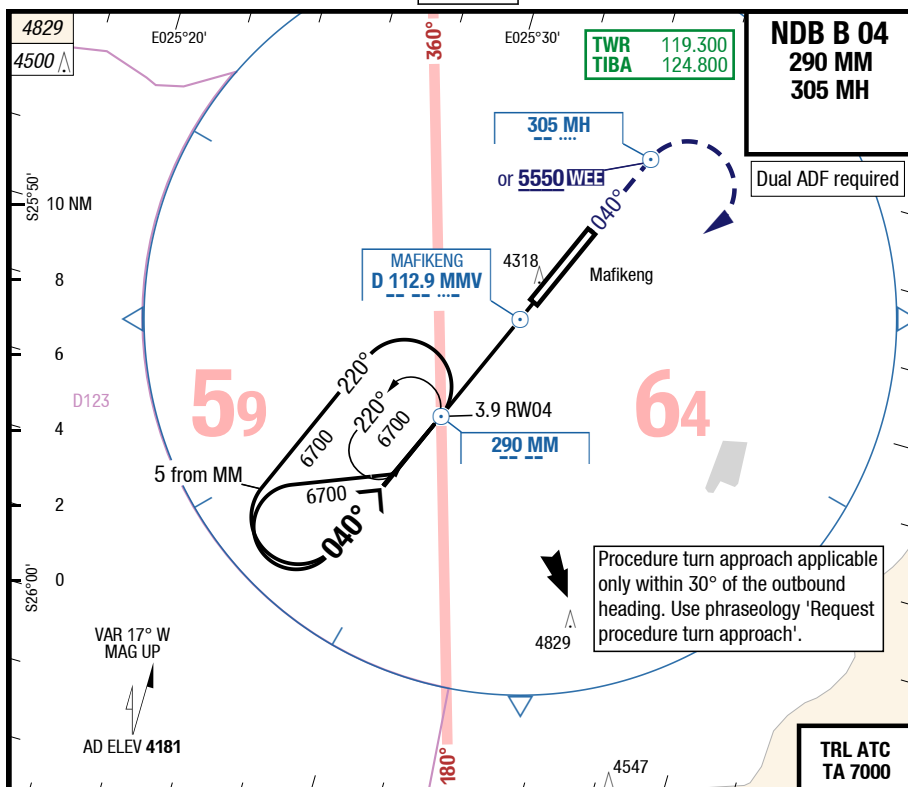 4829
4500
E025°20'
360°
E025°30'
TWR 119.300
TIBA 124.800
NDB B 04
290 MM
305 MH
305 MH
Dual ADF required
or 5550 WEE
040°
S25°50'
10 NM
MAFIKENG
D 112.9 MMV
4318
Mafikeng
8
6
4
2
0
D123
59
64
220°
220°
6700
6700
3.9 RW04
290 MM
5 from MM
6700
040°
S26°00'
Procedure turn approach applicable
only within 30° of the outbound
heading. Use phraseology 'Request
procedure turn approach'.
4829
VAR 17° W
MAG UP
AD ELEV 4181
180°
4547
TRL ATC
TA 7000